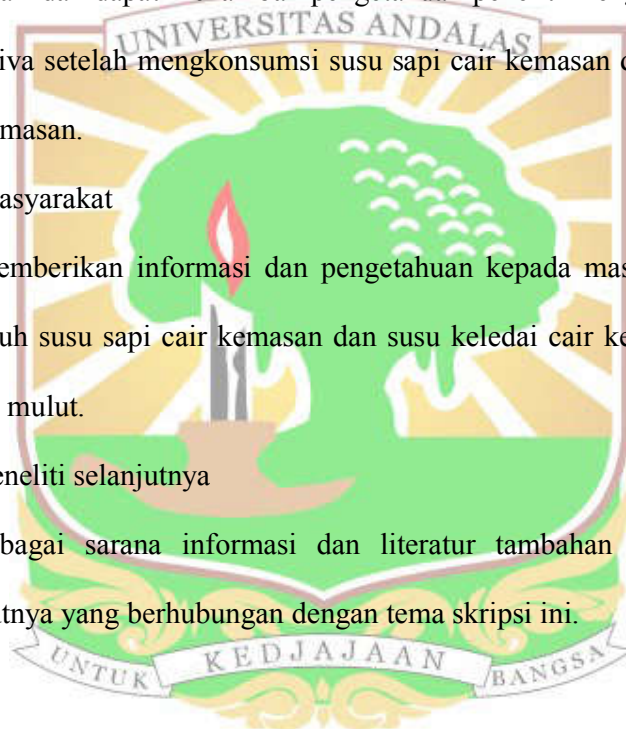 UNIVERSITAS ANDALAS
iva setelah mengkonsumsi susu sapi cair kemasan
masan.
asyarakat
emberikan informasi dan pengetahuan kepada mas
uh susu sapi cair kemasan dan susu keledai cair ke
mulut.
eneliti selanjutnya
bagai sarana informasi dan literatur tambahan
tnya yang berhubungan dengan tema skripsi ini.
UNTUK KEDJAJAAN BANGSA